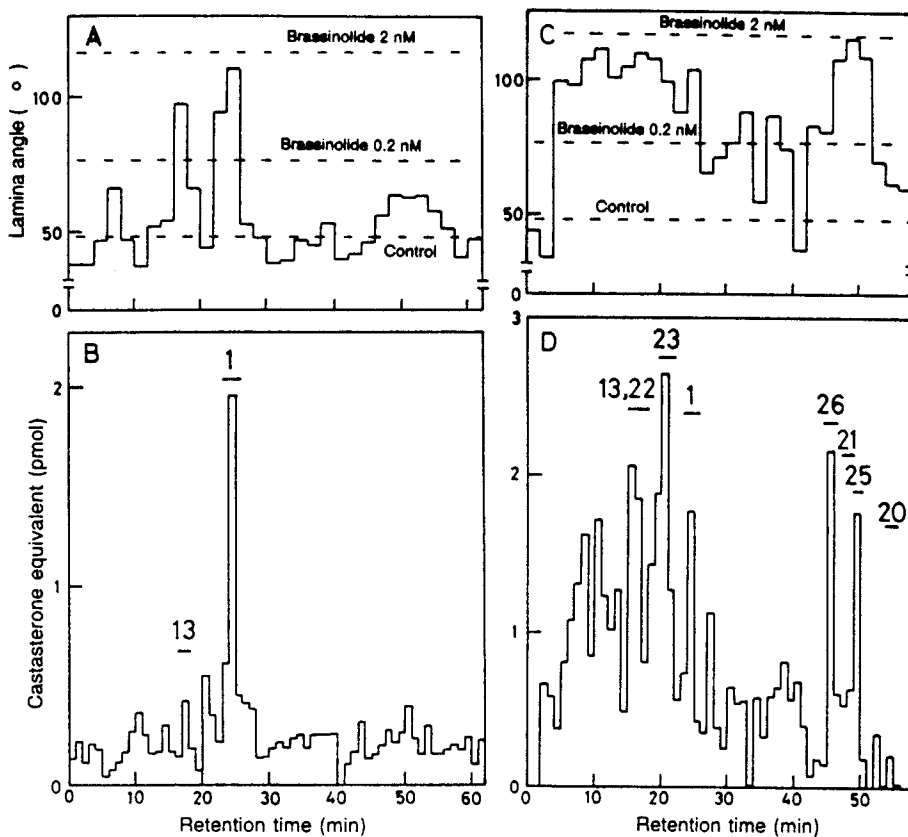 A
Brassinolide 2 nM
Brassinolide 0.2 nM
Control
Lamina angle ( o )
100
50
0
C
Brassinolide 2 nM
Brassinolide 0.2 nM
Control
100
50
0
B
1
13
Castasterone equivalent (pmol)
2
1
0
0 10 20 30 40 50 60
Retention time (min)
D
23
13,22
1
26
21
25
20
3
2
1
0
0 10 20 30 40 50
Retention time (min)